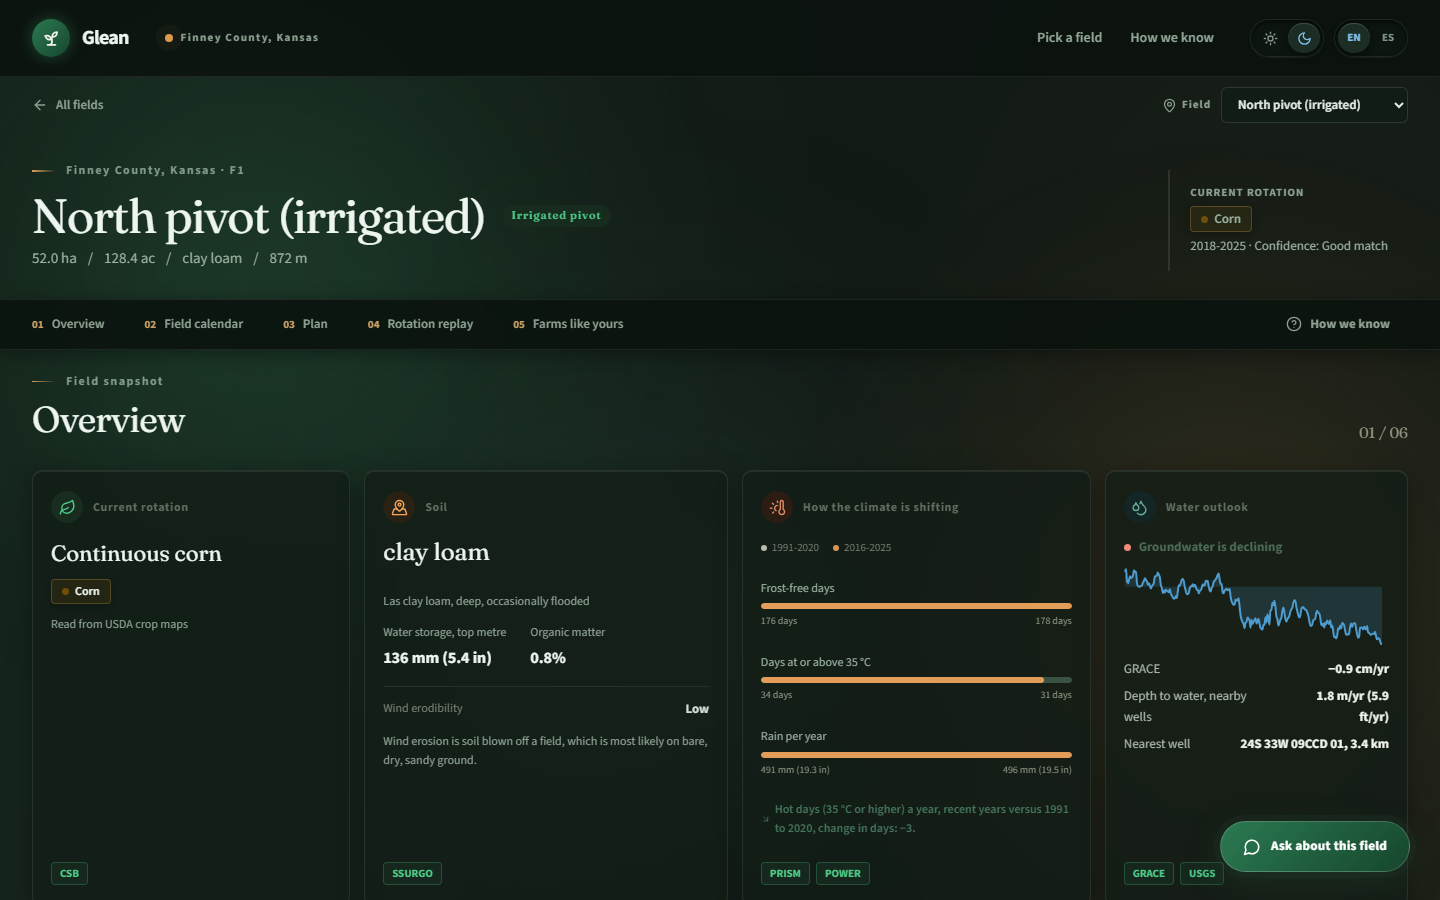 Glean
Finney County, Kansas
Pick a field
How we know
EN
ES
All fields
Field
North pivot (irrigated)
Finney County, Kansas · F1
North pivot (irrigated)
Irrigated pivot
52.0 ha / 128.4 ac / clay loam / 872 m
CURRENT ROTATION
Corn
2018-2025 · Confidence: Good match
01 Overview
02 Field calendar
03 Plan
04 Rotation replay
05 Farms like yours
How we know
Field snapshot
Overview
01 / 06
Current rotation
Continuous corn
Corn
Read from USDA crop maps
CSB
Soil
clay loam
Las clay loam, deep, occasionally flooded
Water storage, top metre
136 mm (5.4 in)
Organic matter
0.8%
Wind erodibility
Low
Wind erosion is soil blown off a field, which is most likely on bare,
dry, sandy ground.
SSURGO
How the climate is shifting
1991-2020
2016-2025
Frost-free days
176 days
178 days
Days at or above 35 °C
34 days
31 days
Rain per year
491 mm (19.3 in)
496 mm (19.5 in)
Hot days (35 °C or higher) a year, recent years versus 1991
to 2020, change in days: −3.
PRISM
POWER
Water outlook
Groundwater is declining
GRACE
−0.9 cm/yr
Depth to water, nearby
wells
1.8 m/yr (5.9
ft/yr)
Nearest well
24S 33W 09CCD 01, 3.4 km
GRACE
USGS
Ask about this field